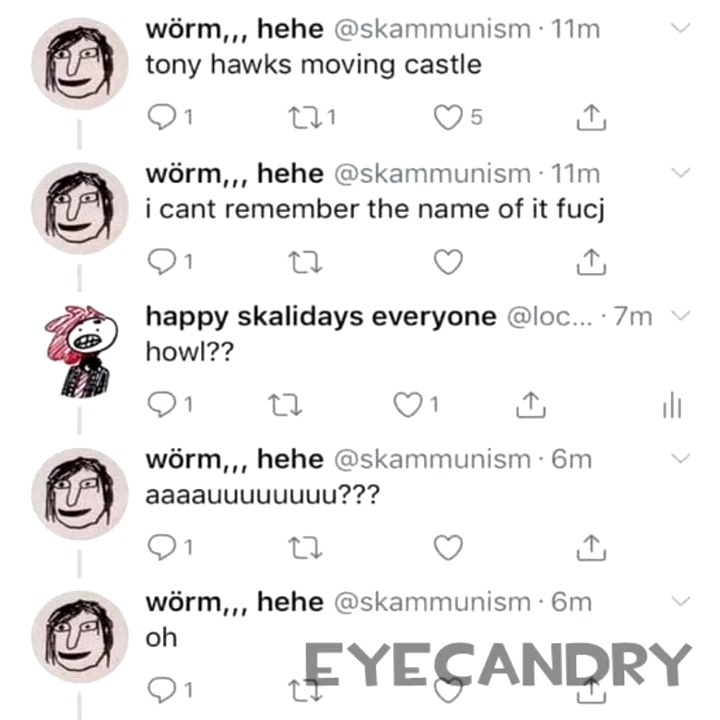 wörm,,, hehe @skammunism · 11m
tony hawks moving castle
1 1 5
wörm,,, hehe @skammunism · 11m
i cant remember the name of it fucj
1
happy skalidays everyone @loc... · 7m
howl??
1 1
wörm,,, hehe @skammunism · 6m
aaaauuuuuuuu???
1
wörm,,, hehe @skammunism · 6m
oh
EYECANDRY
1